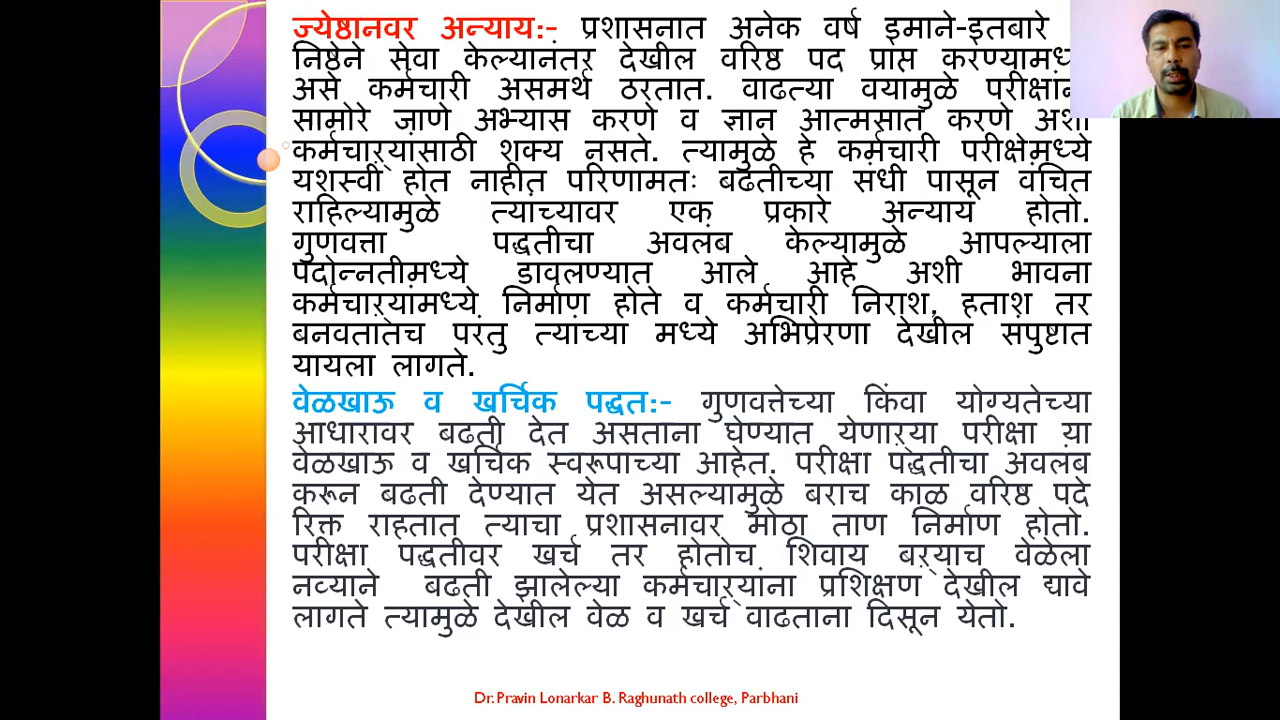 ज्येष्ठानवर अन्याय:- प्रशासनात अनेक वर्ष इमाने-इतबारे
निष्ठेने सेवा केल्यानंतर देखील वरिष्ठ पद प्राप्त
असे कर्मचारी असमर्थ ठरतात. वाढत्या वयामुळे
सामोरे जाणे अभ्यास करणे व ज्ञान आत्मसात करणे अशा
कर्मचाऱ्यांसाठी शक्य नसते. त्यामुळे हे कर्मचारी परीक्षेमध्ये
यशस्वी होत नाहीत परिणामतः बढतीच्या संधी पासून वंचित
राहिल्यामुळे त्यांच्यावर एक प्रकारे अन्याय होतो.
गुणवत्ता पद्धतीचा अवलंब केल्यामुळे आपल्याला
पदोन्नतीमध्ये डावलण्यात आले आहे अशी भावना
कर्मचाऱ्यांमध्ये निर्माण होते व कर्मचारी निराश, हताश तर
बनवतातच परंतु त्यांच्या मध्ये अभिप्रेरणा देखील संपुष्टात
यायला लागते.
वेळखाऊ व खर्चिक पद्धत:- गुणवत्तेच्या किंवा योग्यतेच्या
आधारावर बढती देत असताना घेण्यात येणाऱ्या परीक्षा या
वेळखाऊ व खर्चिक स्वरूपाच्या आहेत. परीक्षा पद्धतीचा अवलंब
करून बढती देण्यात येत असल्यामुळे बराच काळ वरिष्ठ पदे
रिक्त राहतात त्याचा प्रशासनावर मोठा ताण निर्माण होतो.
परीक्षा पद्धतीवर खर्च तर होतोच शिवाय बऱ्याच वेळेला
नव्याने बढती झालेल्या कर्मचाऱ्यांना प्रशिक्षण देखील द्यावे
लागते त्यामुळे देखील वेळ व खर्च वाढताना दिसून येतो.
Dr. Pravin Lonarkar B. Raghunath college, Parbhani